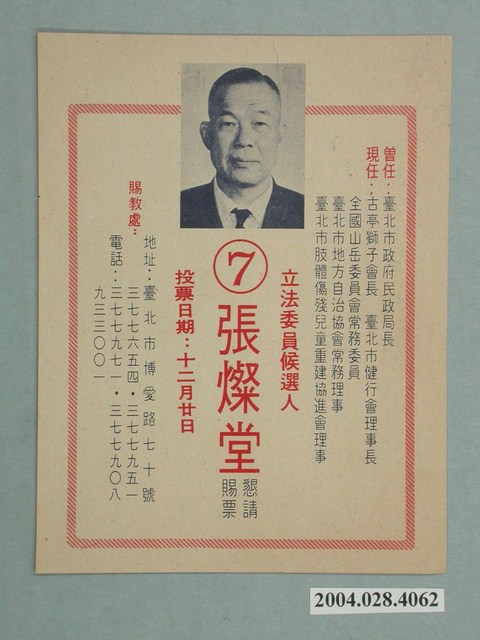 曾任：臺北市政府民政局長
現任：古亭獅子會長　臺北市健行會理事長
全國山岳委員會常務委員
臺北市地方自治協會常務理事
臺北市肢體傷殘兒童重建協進會理事
立法委員候選人
7
張燦堂
懇請
賜票
投票日期：十二月廿日
賜教處：
地址：臺北市博愛路七十號
電話：三七七六五四・三七七九五一
三七七九七一・三七七九〇八
九三三〇〇一
2004.028.4062